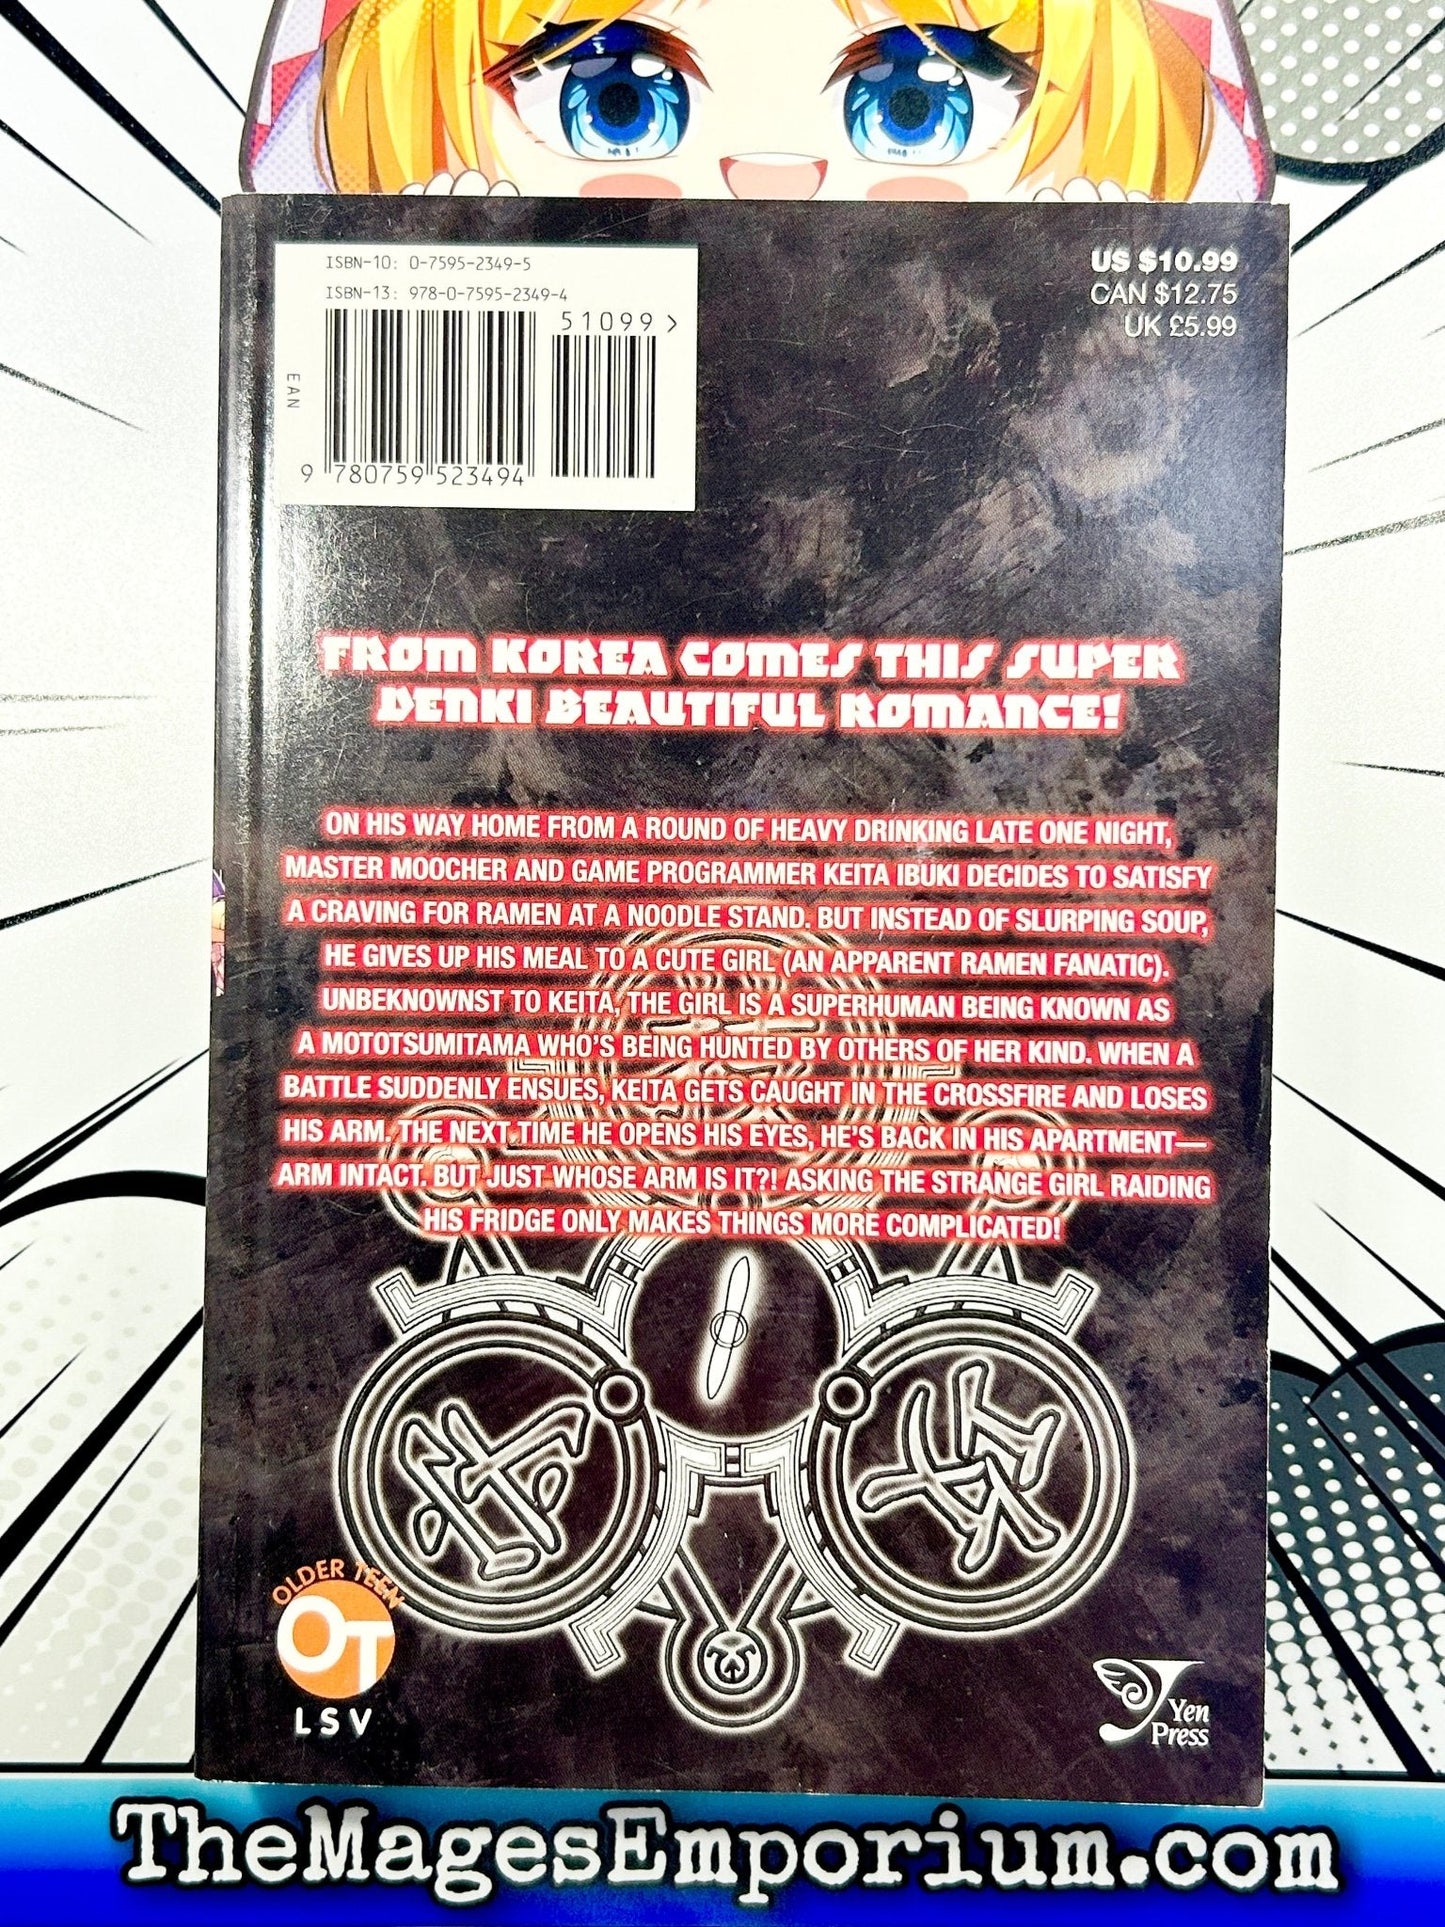 ISBN-10: 0-7595-2349-5
ISBN-13: 978-0-7595-2349-4
51099 >
EAN
9 780759 523494
US $10.99
CAN $12.75
UK £5.99
FROM KOREA COMES THIS SUPER
DENKI BEAUTIFUL ROMANCE!
ON HIS WAY HOME FROM A ROUND OF HEAVY DRINKING LATE ONE NIGHT,
MASTER MOOCHER AND GAME PROGRAMMER KEITA IBUKI DECIDES TO SATISFY
A CRAVING FOR RAMEN AT A NOODLE STAND. BUT INSTEAD OF SLURPING SOUP,
HE GIVES UP HIS MEAL TO A CUTE GIRL (AN APPARENT RAMEN FANATIC).
UNBEKNOWNST TO KEITA, THE GIRL IS A SUPERHUMAN BEING KNOWN AS
A MOTOTSUMITAMA WHO'S BEING HUNTED BY OTHERS OF HER KIND. WHEN A
BATTLE SUDDENLY ENSUES, KEITA GETS CAUGHT IN THE CROSSFIRE AND LOSES
HIS ARM. THE NEXT TIME HE OPENS HIS EYES, HE'S BACK IN HIS APARTMENT—
ARM INTACT. BUT JUST WHOSE ARM IS IT?! ASKING THE STRANGE GIRL RAIDING
HIS FRIDGE ONLY MAKES THINGS MORE COMPLICATED!
OLDER TEEN
OT
LSV
Yen
Press
TheMagesEmporium.com